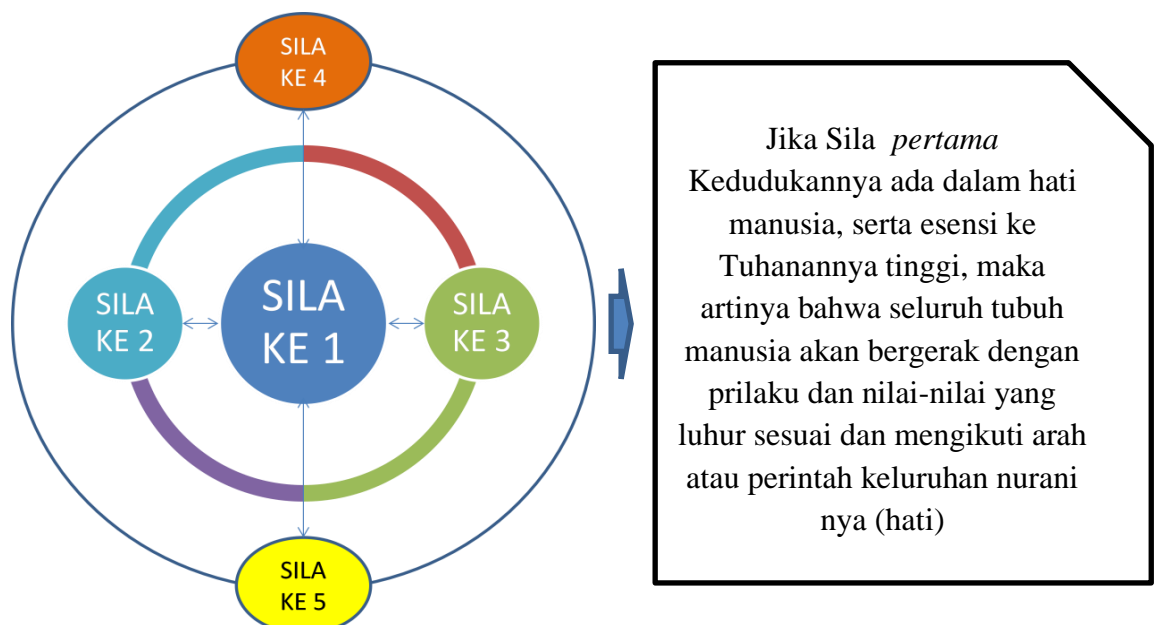 SILA
KE 4
SILA
KE 2
SILA
KE 1
SILA
KE 3
SILA
KE 5
Jika Sila pertama
Kedudukannya ada dalam hati
manusia, serta esensi ke
Tuhanannya tinggi, maka
artinya bahwa seluruh tubuh
manusia akan bergerak dengan
prilaku dan nilai-nilai yang
luhur sesuai dan mengikuti arah
atau perintah keluruhan nurani
nya (hati)